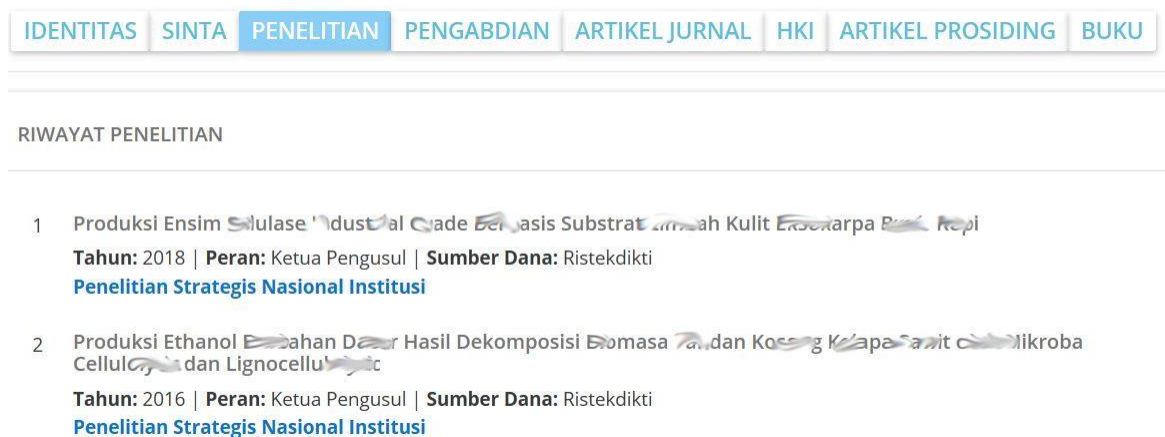 IDENTITAS SINTA PENELITIAN PENGABDIAN ARTIKEL JURNAL HKI ARTIKEL PROSIDING BUKU
RIWAYAT PENELITIAN
1 Produksi Ensim Substrat Kulit
Tahun: 2018 | Peran: Ketua Pengusul | Sumber Dana: Ristekdikti
Penelitian Strategis Nasional Institusi
2 Produksi Ethanol Hasil Dekomposisi
dan
Tahun: 2016 | Peran: Ketua Pengusul | Sumber Dana: Ristekdikti
Penelitian Strategis Nasional Institusi